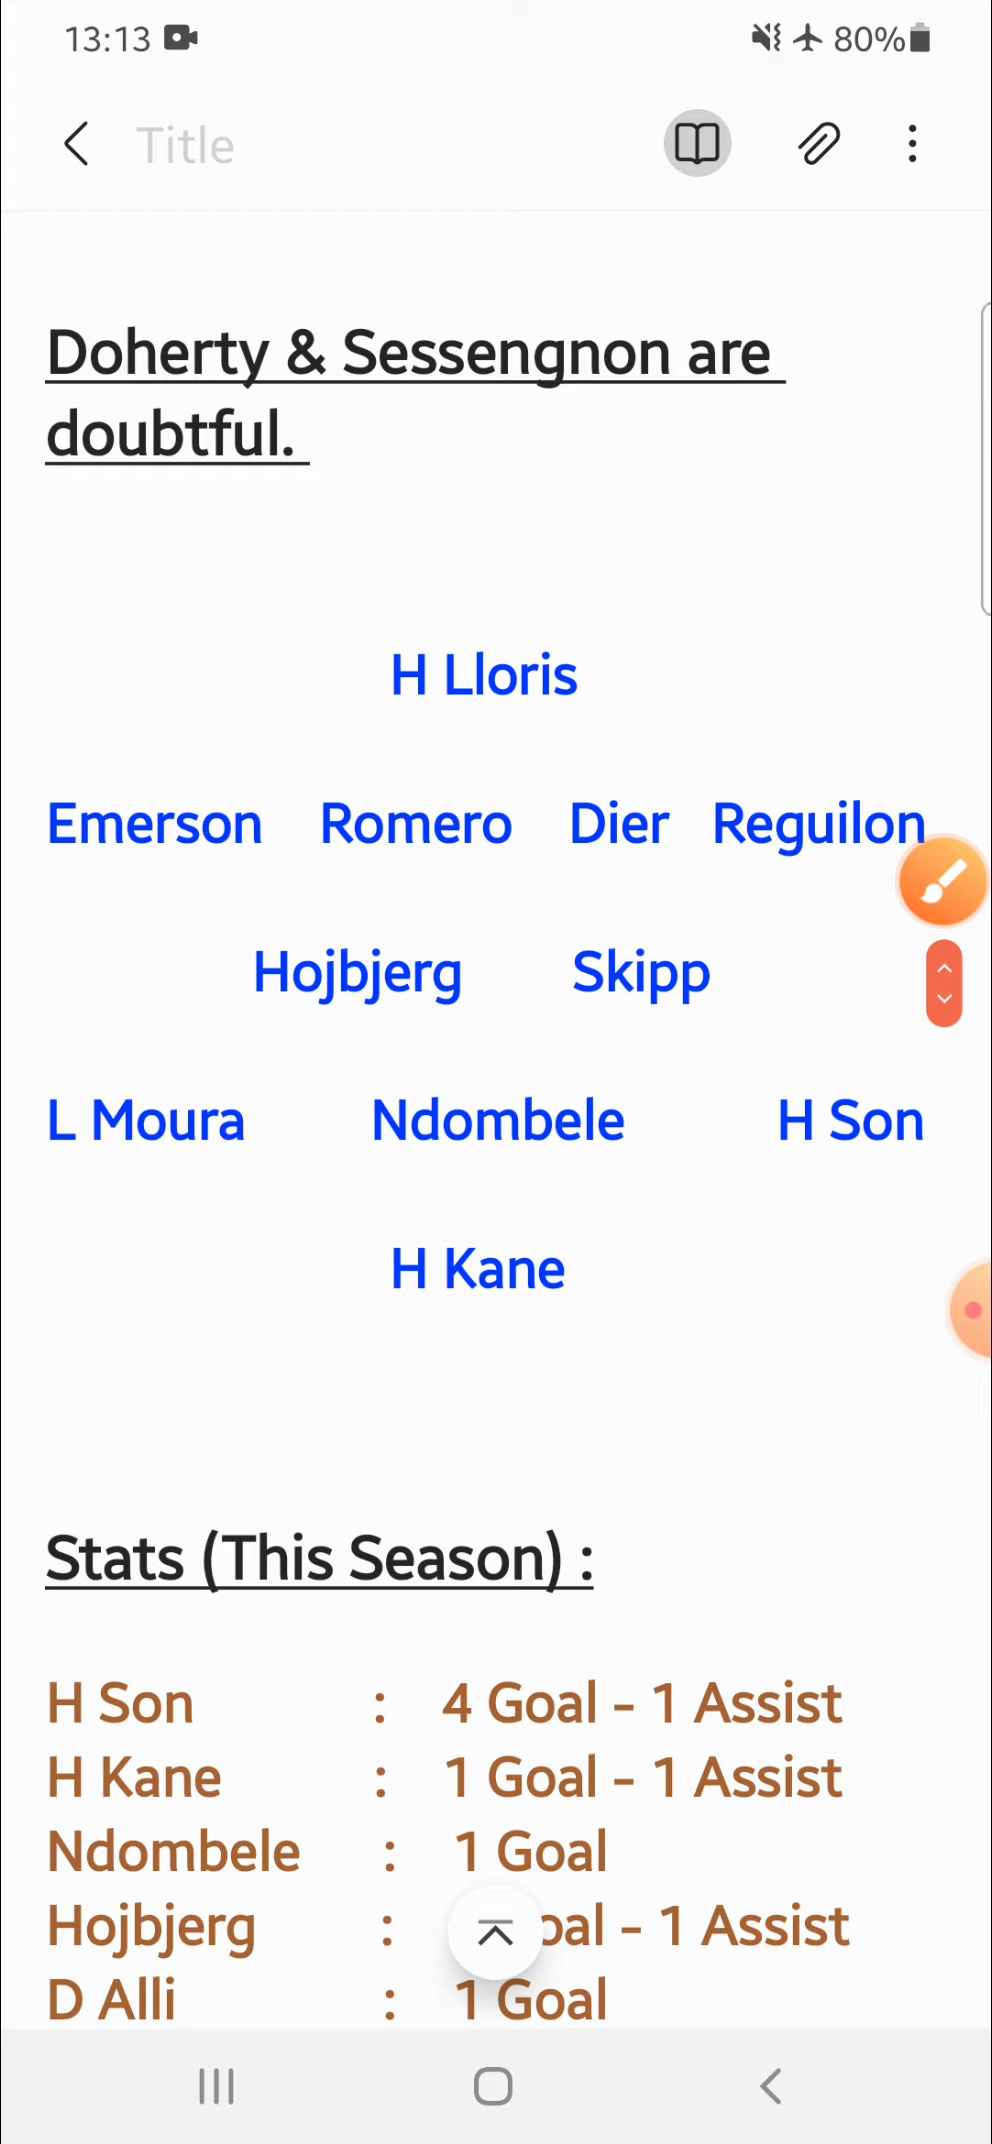 13:13 80%
Title
Doherty & Sessengnon are
doubtful.
H Lloris
Emerson Romero Dier Reguilon
Hojbjerg Skipp
L Moura Ndombele H Son
H Kane
Stats (This Season) :
H Son : 4 Goal - 1 Assist
H Kane : 1 Goal - 1 Assist
Ndombele : 1 Goal
Hojbjerg : - 1 Assist
D Alli : 1 Goal